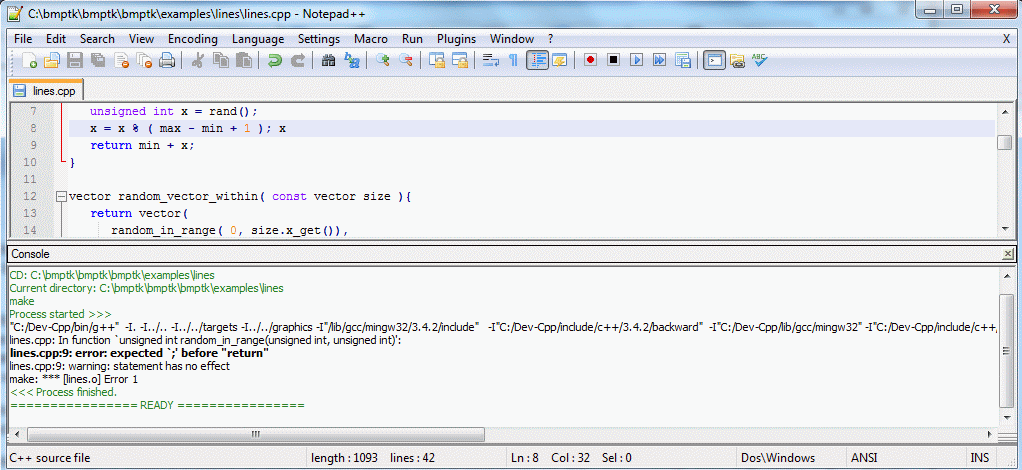 C:\bmptk\bmptk\bmptk\examples\lines\lines.cpp - Notepad++
File Edit Search View Encoding Language Settings Macro Run Plugins Window ? X
ABC
lines.cpp
7 unsigned int x = rand();
8 x = x % ( max - min + 1 ); x
9 return min + x;
10 }
11
12 vector random_vector_within( const vector size ){
13 return vector(
14 random_in_range( 0, size.x_get()),
Console
CD: C:\bmptk\bmptk\bmptk\examples\lines
Current directory: C:\bmptk\bmptk\bmptk\examples\lines
make
Process started >>>
"C:/Dev-Cpp/bin/g++" -I. -I../.. -I../../targets -I../../graphics -I"/lib/gcc/mingw32/3.4.2/include" -I"C:/Dev-Cpp/include/c++/3.4.2/backward" -I"C:/Dev-Cpp/lib/gcc/mingw32" -I"C:/Dev-Cpp/include/c++,
lines.cpp: In function `unsigned int random_in_range(unsigned int, unsigned int)':
lines.cpp:9: error: expected `;' before "return"
lines.cpp:9: warning: statement has no effect
make: *** [lines.o] Error 1
<<< Process finished.
================ READY ================
C++ source file length : 1093 lines : 42 Ln : 8 Col : 32 Sel : 0 Dos\Windows ANSI INS